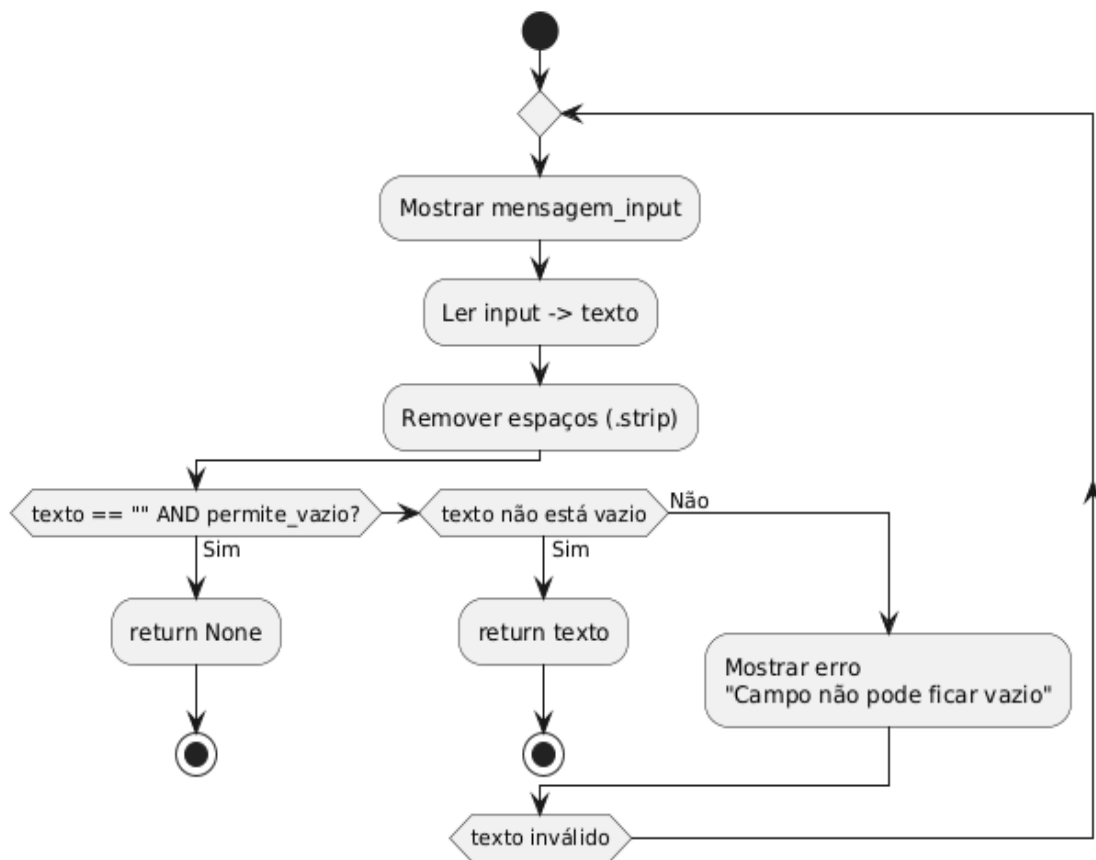 Mostrar mensagem_input
Ler input -> texto
Remover espaços (.strip)
texto == "" AND permite_vazio?
texto não está vazio
Não
Sim
Sim
return None
return texto
Mostrar erro
"Campo não pode ficar vazio"
texto inválido